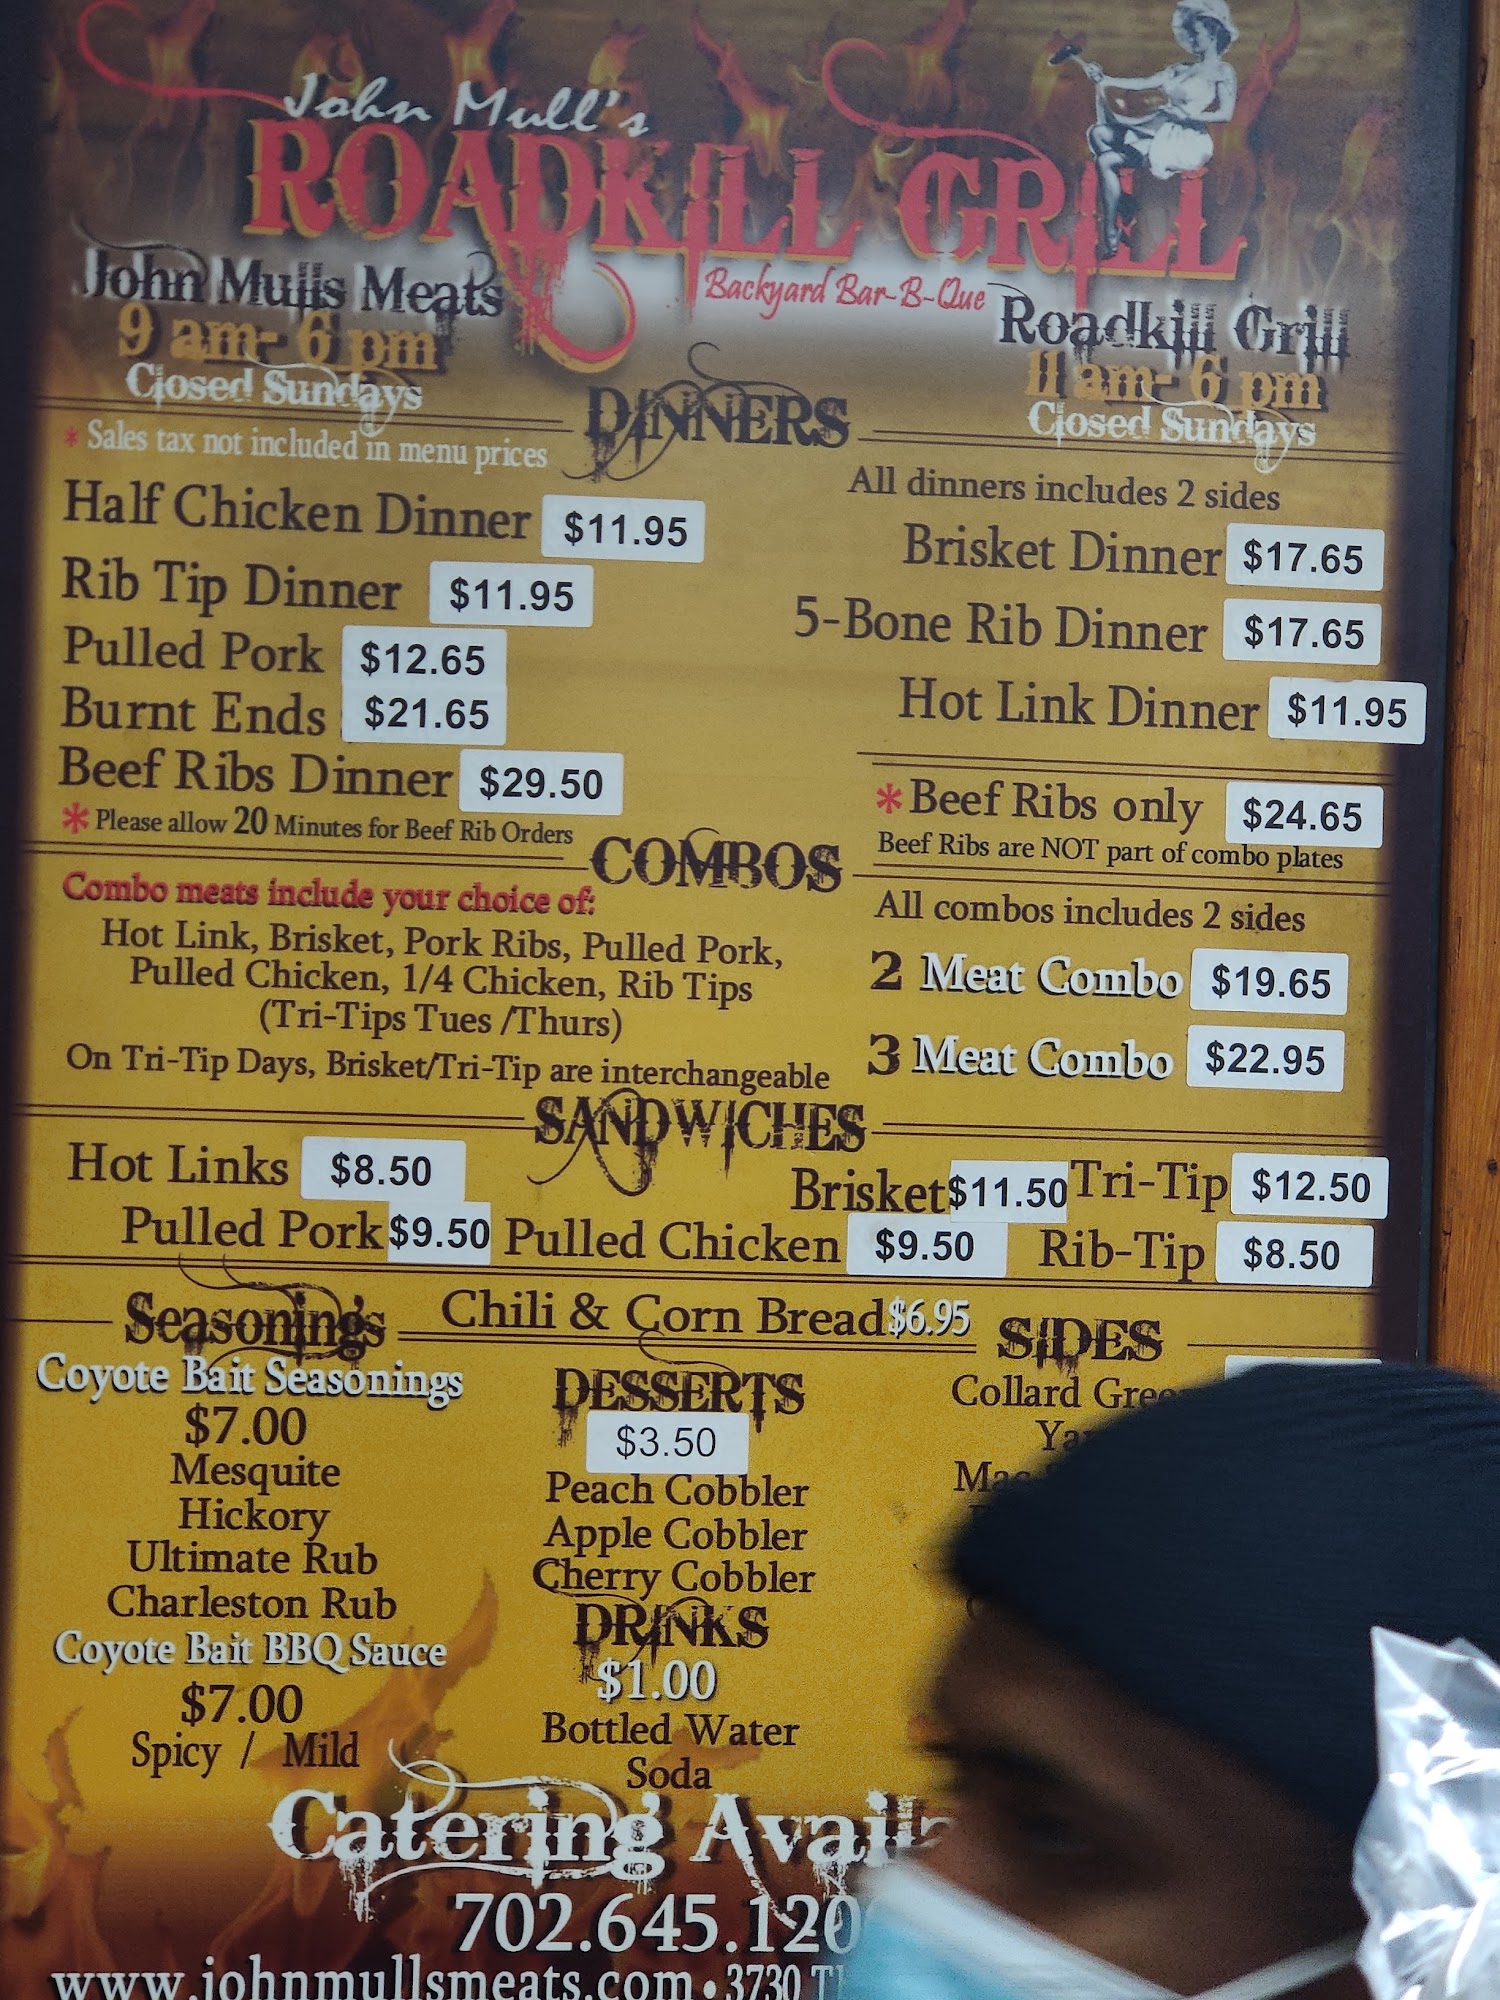 John Mull's
ROADKILL GRILL
Backyard Bar-B-Que
John Mulls Meats
9 am- 6 pm
Closed Sundays
Roadkill Grill
11 am- 6 pm
Closed Sundays
DINNERS
* Sales tax not included in menu prices
Half Chicken Dinner $11.95
Rib Tip Dinner $11.95
Pulled Pork $12.65
Burnt Ends $21.65
Beef Ribs Dinner $29.50
* Please allow 20 Minutes for Beef Rib Orders
All dinners includes 2 sides
Brisket Dinner $17.65
5-Bone Rib Dinner $17.65
Hot Link Dinner $11.95
* Beef Ribs only $24.65
Beef Ribs are NOT part of combo plates
COMBOS
Combo meats include your choice of:
Hot Link, Brisket, Pork Ribs, Pulled Pork,
Pulled Chicken, 1/4 Chicken, Rib Tips
(Tri-Tips Tues /Thurs)
On Tri-Tip Days, Brisket/Tri-Tip are interchangeable
All combos includes 2 sides
2 Meat Combo $19.65
3 Meat Combo $22.95
SANDWICHES
Hot Links $8.50
Brisket $11.50 Tri-Tip $12.50
Pulled Pork $9.50 Pulled Chicken $9.50 Rib-Tip $8.50
Chili & Corn Bread $6.95
Seasonings
Coyote Bait Seasonings
$7.00
Mesquite
Hickory
Ultimate Rub
Charleston Rub
Coyote Bait BBQ Sauce
$7.00
Spicy / Mild
DESSERTS
$3.50
Peach Cobbler
Apple Cobbler
Cherry Cobbler
DRINKS
$1.00
Bottled Water
Soda
SIDES
Collard
Catering
702.645.120
www.johnmullsmeats.com • 3730